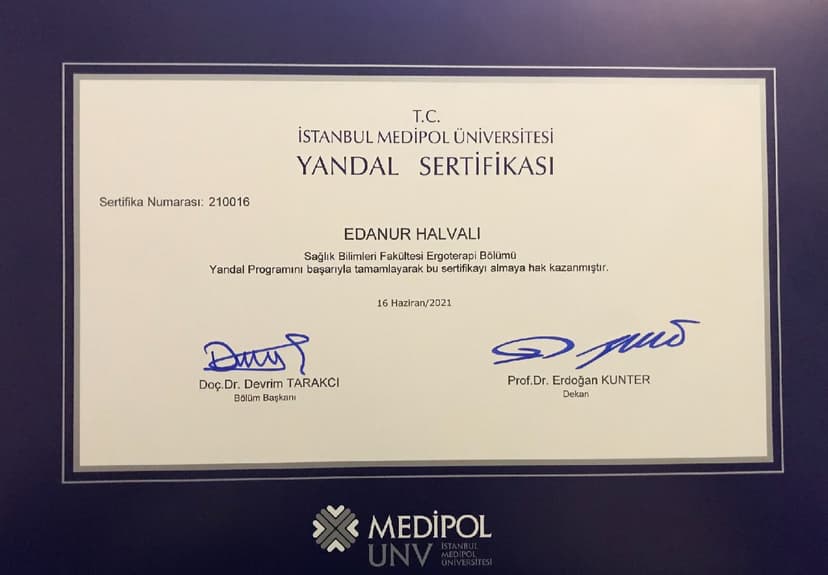 T.C.
İSTANBUL MEDİPOL ÜNİVERSİTESİ
YANDAL SERTİFİKASI
Sertifika Numarası: 210016
EDANUR HALVALI
Sağlık Bilimleri Fakültesi Ergoterapi Bölümü
Yandal Programını başarıyla tamamlayarak bu sertifikayı almaya hak kazanmıştır.
16 Haziran/2021
Doç.Dr. Devrim TARAKCI
Bölüm Başkanı
Prof.Dr. Erdoğan KUNTER
Dekan
MEDİPOL
UNV
İSTANBUL
MEDİPOL
ÜNİVERSİTESİ